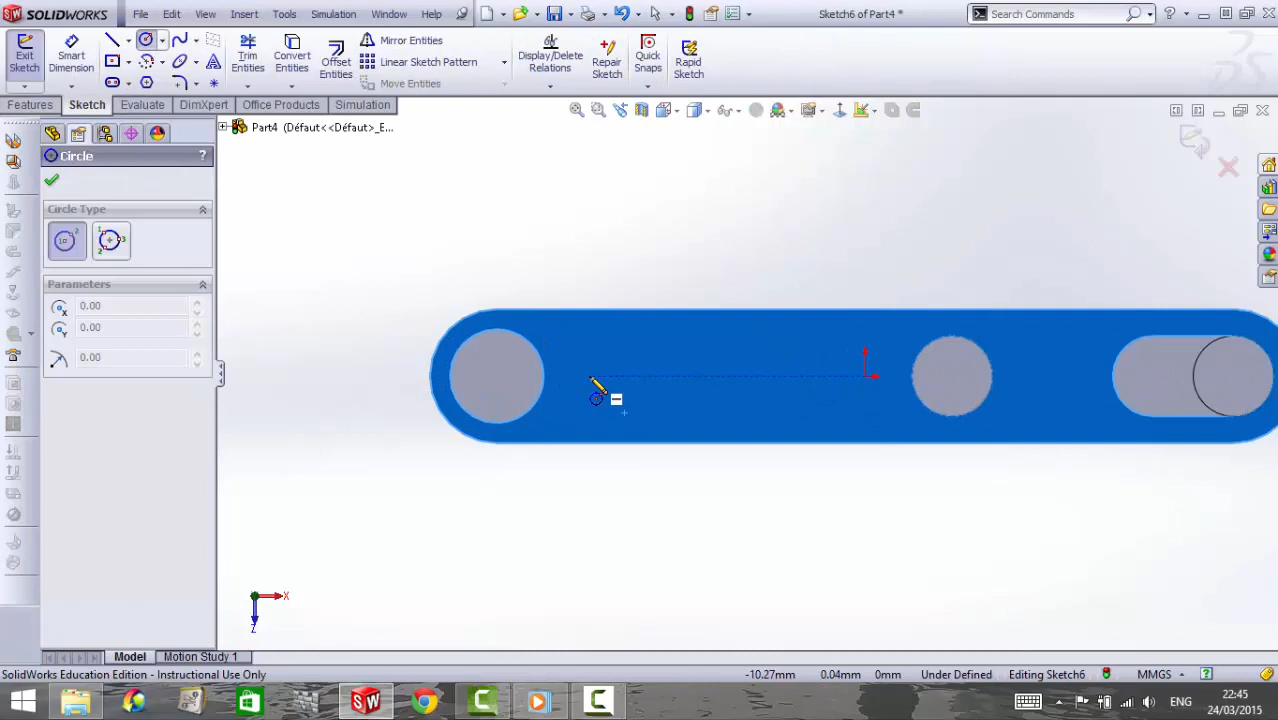 SOLIDWORKS
File Edit View Insert Tools Simulation Window Help
Sketch6 of Part4 *
Search Commands
Exit Sketch
Smart Dimension
Trim Entities
Convert Entities
Offset Entities
Mirror Entities
Linear Sketch Pattern
Move Entities
Display/Delete Relations
Repair Sketch
Quick Snaps
Rapid Sketch
Features Sketch Evaluate DimXpert Office Products Simulation
Part4 (Défaut<<Défaut>_E...
Circle ?
Circle Type
Parameters
0.00
0.00
0.00
X
Z
Model Motion Study 1
SolidWorks Education Edition - Instructional Use Only
-10.27mm 0.04mm 0mm Under Defined Editing Sketch6 MMGS
ENG
22:45
24/03/2015